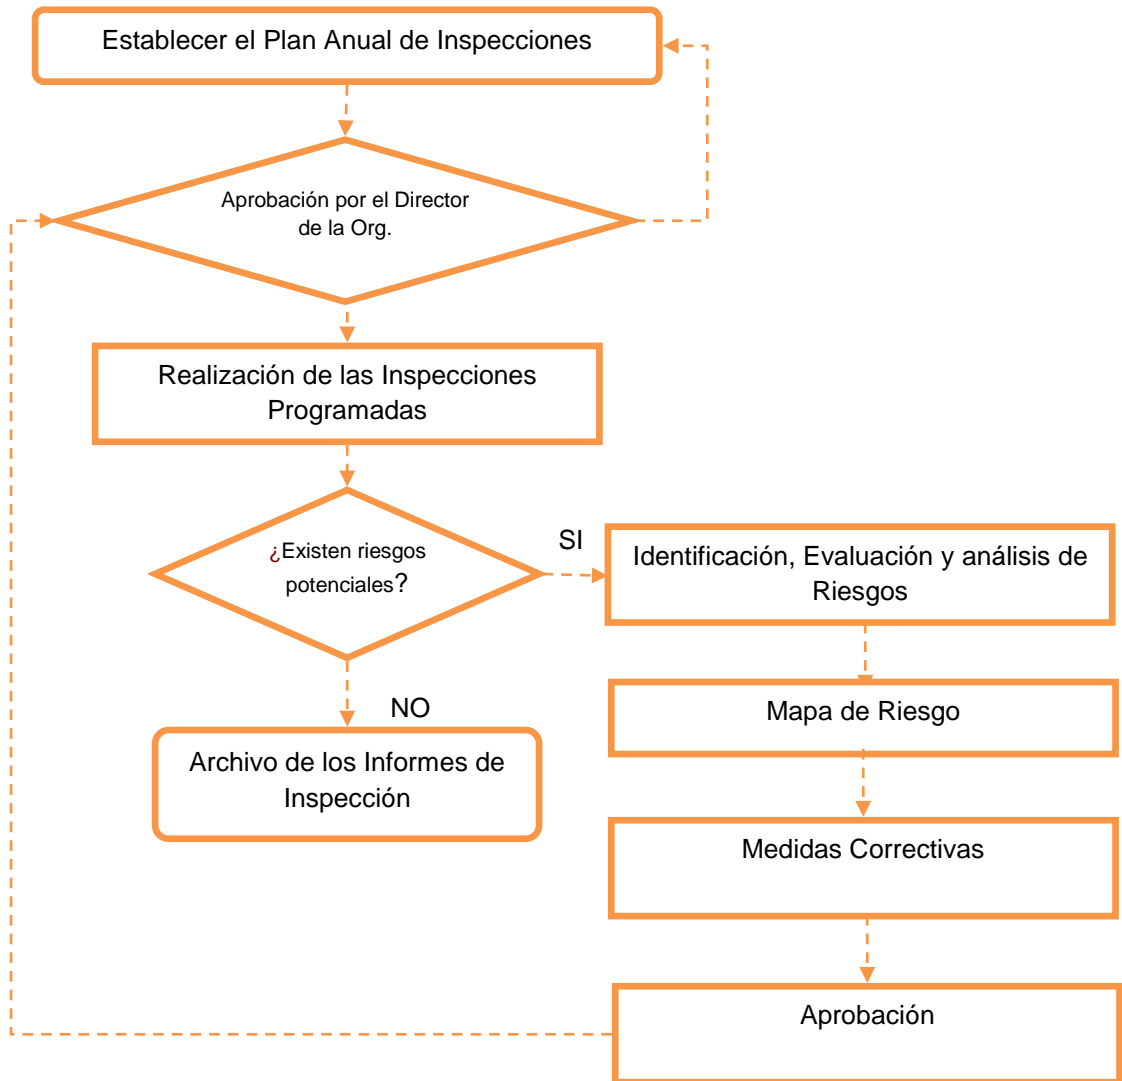 Establecer el Plan Anual de Inspecciones
Aprobación por el Director
de la Org.
Realización de las Inspecciones
Programadas
¿Existen riesgos
potenciales?
SI
Identificación, Evaluación y análisis de
Riesgos
Mapa de Riesgo
NO
Archivo de los Informes de
Inspección
Medidas Correctivas
Aprobación